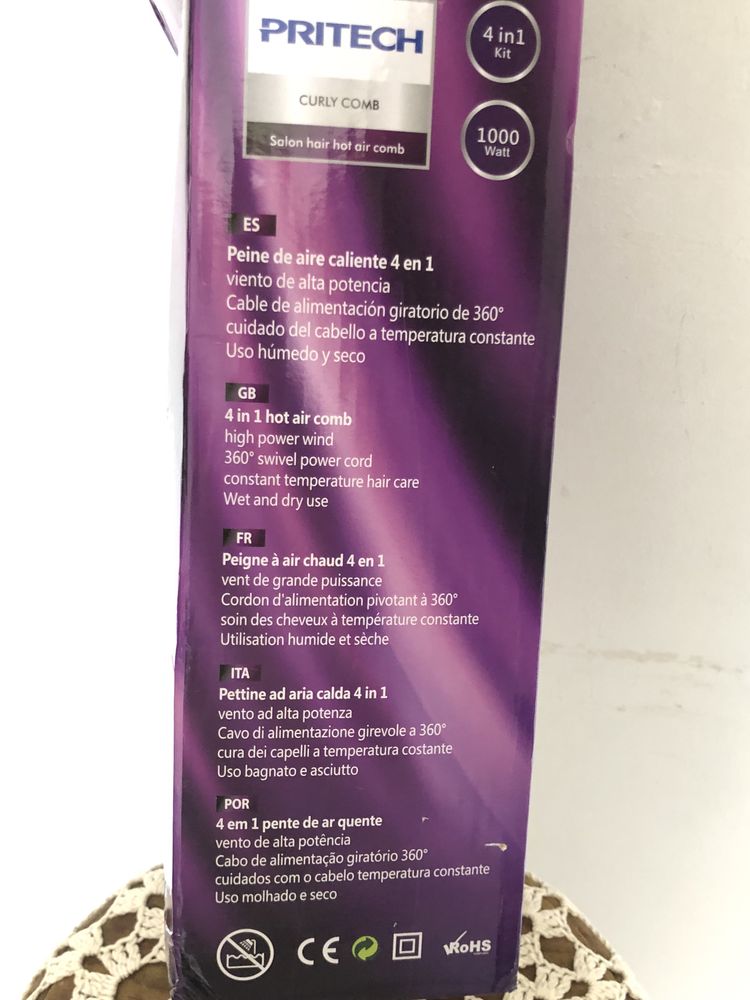 PRITECH
CURLY COMB
Salon hair hot air comb
4 in1
Kit
1000
Watt
ES
Peine de aire caliente 4 en 1
viento de alta potencia
Cable de alimentación giratorio de 360°
cuidado del cabello a temperatura constante
Uso húmedo y seco
GB
4 in 1 hot air comb
high power wind
360° swivel power cord
constant temperature hair care
Wet and dry use
FR
Peigne à air chaud 4 en 1
vent de grande puissance
Cordon d'alimentation pivotant à 360°
soin des cheveux à température constante
Utilisation humide et sèche
ITA
Pettine ad aria calda 4 in 1
vento ad alta potenza
Cavo di alimentazione girevole a 360°
cura dei capelli a temperatura costante
Uso bagnato e asciutto
POR
4 em 1 pente de ar quente
vento de alta potência
Cabo de alimentação giratório 360°
cuidados com o cabelo temperatura constante
Uso molhado e seco
CE
RoHS